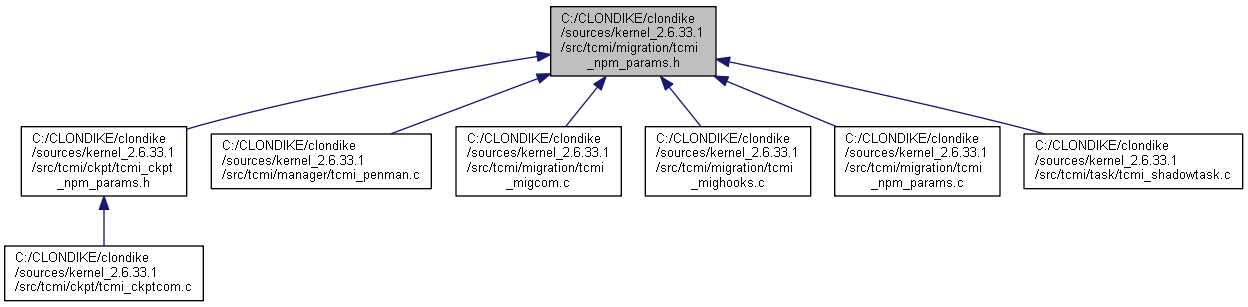 C:/CLONDIKE/clondike
/sources/kernel_2.6.33.1
/src/tcmi/migration/tcmi
_npm_params.h
C:/CLONDIKE/clondike
/sources/kernel_2.6.33.1
/src/tcmi/ckpt/tcmi_ckpt
_npm_params.h
C:/CLONDIKE/clondike
/sources/kernel_2.6.33.1
/src/tcmi/manager/tcmi_penman.c
C:/CLONDIKE/clondike
/sources/kernel_2.6.33.1
/src/tcmi/migration/tcmi
_migcom.c
C:/CLONDIKE/clondike
/sources/kernel_2.6.33.1
/src/tcmi/migration/tcmi
_mighooks.c
C:/CLONDIKE/clondike
/sources/kernel_2.6.33.1
/src/tcmi/migration/tcmi
_npm_params.c
C:/CLONDIKE/clondike
/sources/kernel_2.6.33.1
/src/tcmi/task/tcmi_shadowtask.c
C:/CLONDIKE/clondike
/sources/kernel_2.6.33.1
/src/tcmi/ckpt/tcmi_ckptcom.c